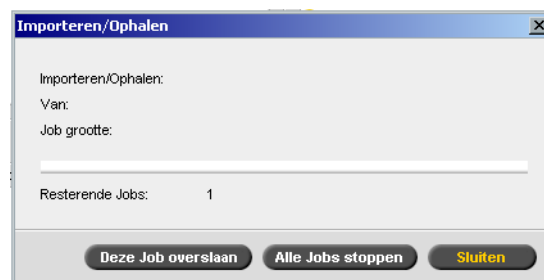 Importeren/Ophalen
Importeren/Ophalen:
Van:
Job grootte:
Resterende Jobs: 1
Deze Job overslaan Alle Jobs stoppen Sluiten